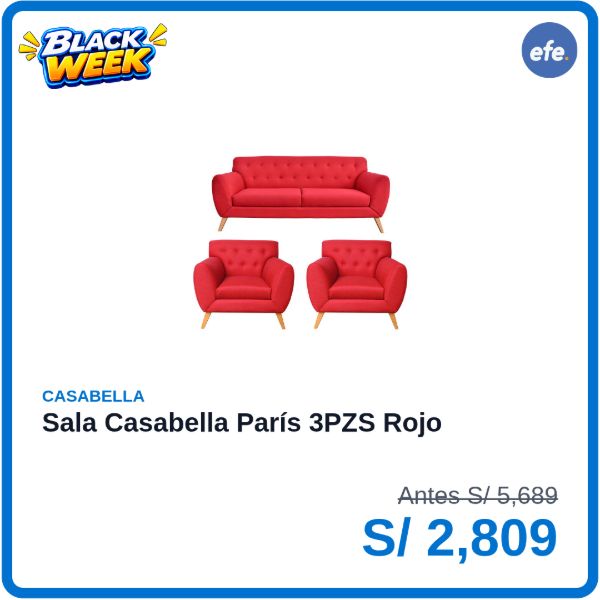 BLACK
WEEK
efe.
CASABELLA
Sala Casabella París 3PZS Rojo
Antes S/ 5,689
S/ 2,809